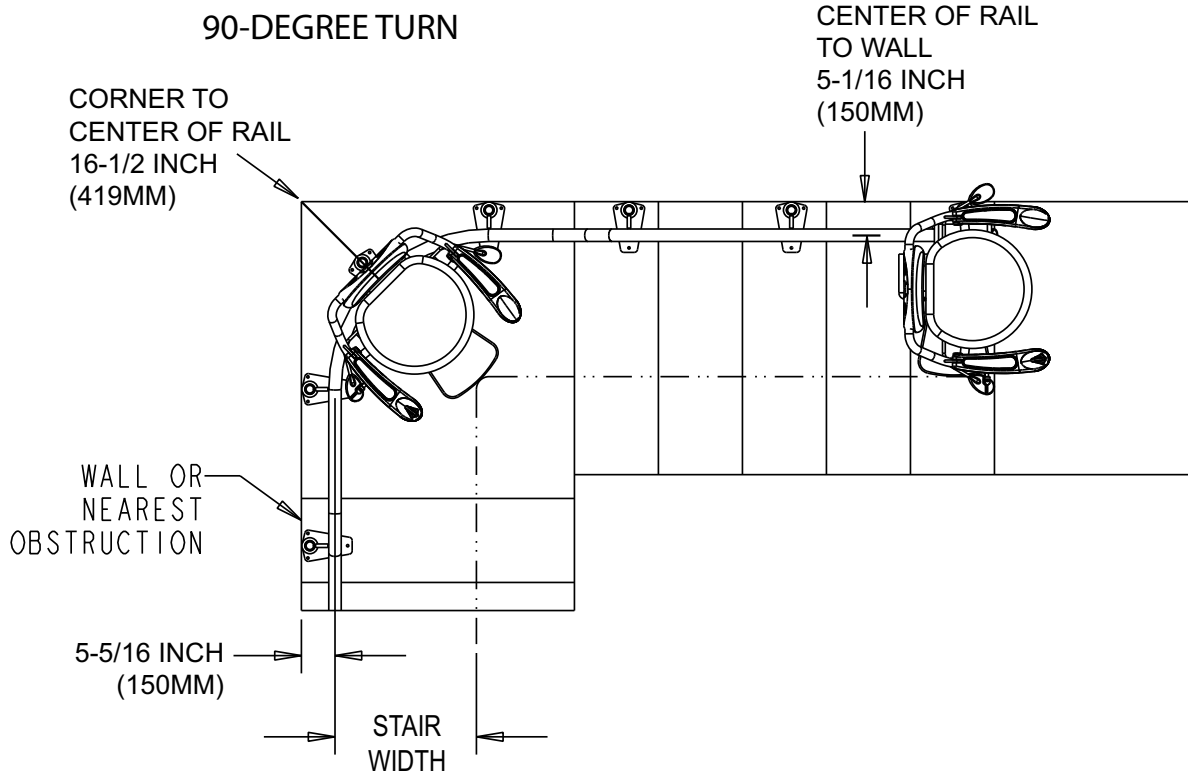 90-DEGREE TURN
CENTER OF RAIL
TO WALL
5-1/16 INCH
(150MM)
CORNER TO
CENTER OF RAIL
16-1/2 INCH
(419MM)
WALL OR
NEAREST
OBSTRUCTION
5-5/16 INCH
(150MM)
STAIR
WIDTH